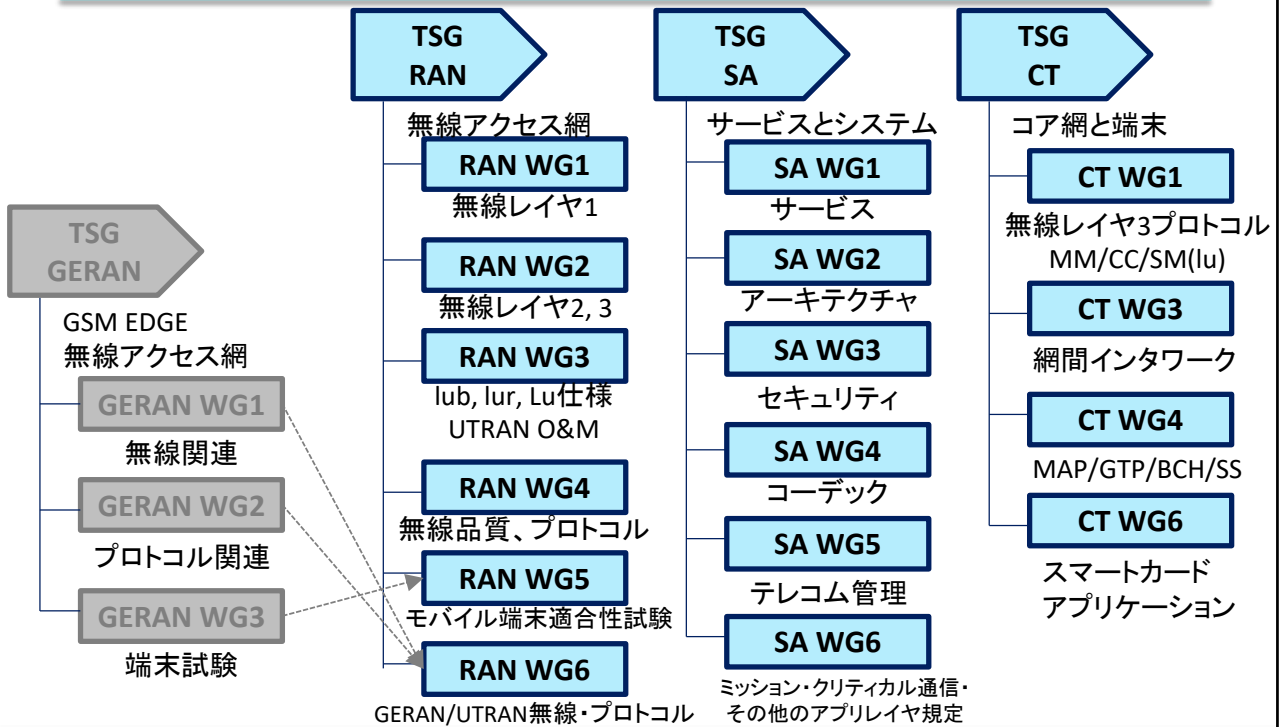 TSG
GERAN
GSM EDGE
無線アクセス網
GERAN WG1
無線関連
GERAN WG2
プロトコル関連
GERAN WG3
端末試験
TSG
RAN
無線アクセス網
RAN WG1
無線レイヤ1
RAN WG2
無線レイヤ2, 3
RAN WG3
lub, lur, Lu仕様
UTRAN O&M
RAN WG4
無線品質、プロトコル
RAN WG5
モバイル端末適合性試験
RAN WG6
GERAN/UTRAN無線・プロトコル
TSG
SA
サービスとシステム
SA WG1
サービス
SA WG2
アーキテクチャ
SA WG3
セキュリティ
SA WG4
コーデック
SA WG5
テレコム管理
SA WG6
ミッション・クリティカル通信・
その他のアプリレイヤ規定
TSG
CT
コア網と端末
CT WG1
無線レイヤ3プロトコル
MM/CC/SM(lu)
CT WG3
網間インタワーク
CT WG4
MAP/GTP/BCH/SS
CT WG6
スマートカード
アプリケーション